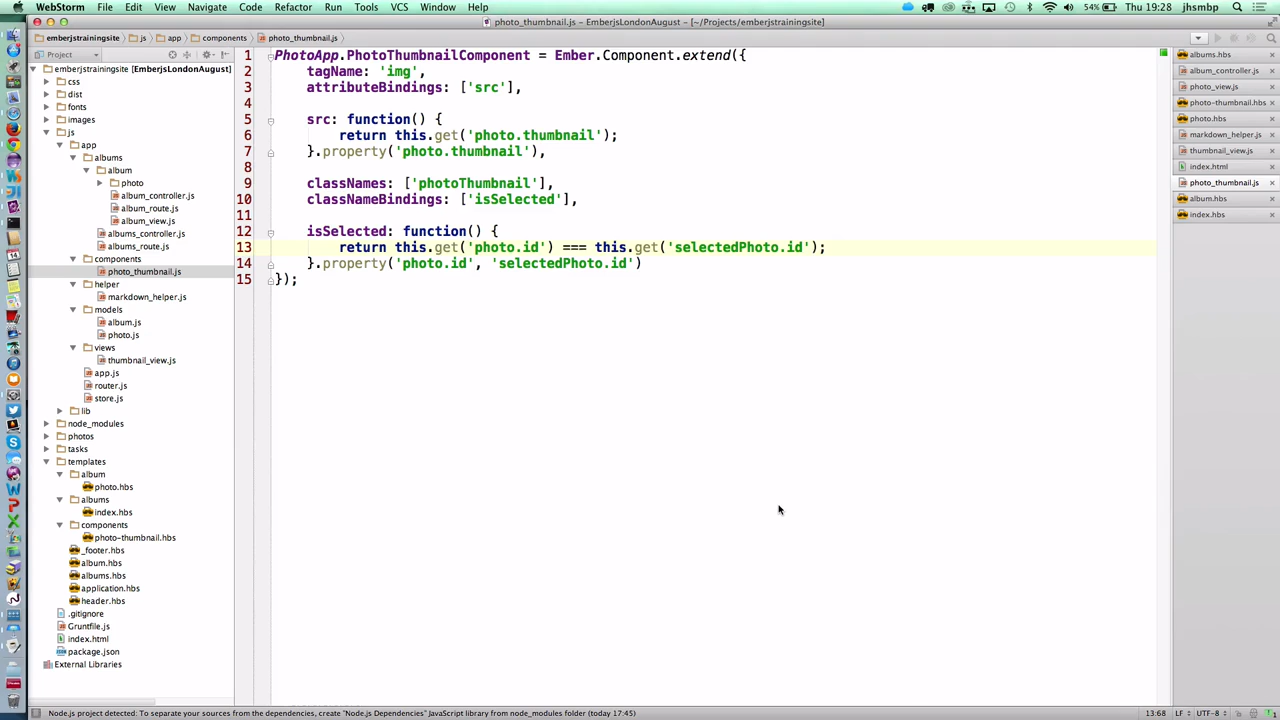 WebStorm File Edit View Navigate Code Refactor Run Tools VCS Window Help 54% Thu 19:28 jhsmbp
photo_thumbnail.js – EmberjsLondonAugust – [~/Projects/emberjstrainingsite]
emberjstrainingsite js app components photo_thumbnail.js
Project
emberjstrainingsite [EmberjsLondonAugust]
css
dist
fonts
images
js
app
albums
album
photo
album_controller.js
album_route.js
album_view.js
albums_controller.js
albums_route.js
components
photo_thumbnail.js
helper
markdown_helper.js
models
album.js
photo.js
views
thumbnail_view.js
app.js
router.js
store.js
lib
node_modules
photos
tasks
templates
album
photo.hbs
albums
index.hbs
components
photo-thumbnail.hbs
_footer.hbs
album.hbs
albums.hbs
application.hbs
header.hbs
.gitignore
Gruntfile.js
index.html
package.json
External Libraries
1 PhotoApp.PhotoThumbnailComponent = Ember.Component.extend({
2 tagName: 'img',
3 attributeBindings: ['src'],
4
5 src: function() {
6 return this.get('photo.thumbnail');
7 }.property('photo.thumbnail'),
8
9 classNames: ['photoThumbnail'],
10 classNameBindings: ['isSelected'],
11
12 isSelected: function() {
13 return this.get('photo.id') === this.get('selectedPhoto.id');
14 }.property('photo.id', 'selectedPhoto.id')
15 });
albums.hbs
album_controller.js
photo_view.js
photo-thumbnail.hbs
photo.hbs
markdown_helper.js
thumbnail_view.js
index.html
photo_thumbnail.js
album.hbs
index.hbs
Node.js project detected: To separate your sources from the dependencies, create "Node.js Dependencies" JavaScript library from node_modules folder (today 17:45) 13:68 LF UTF-8